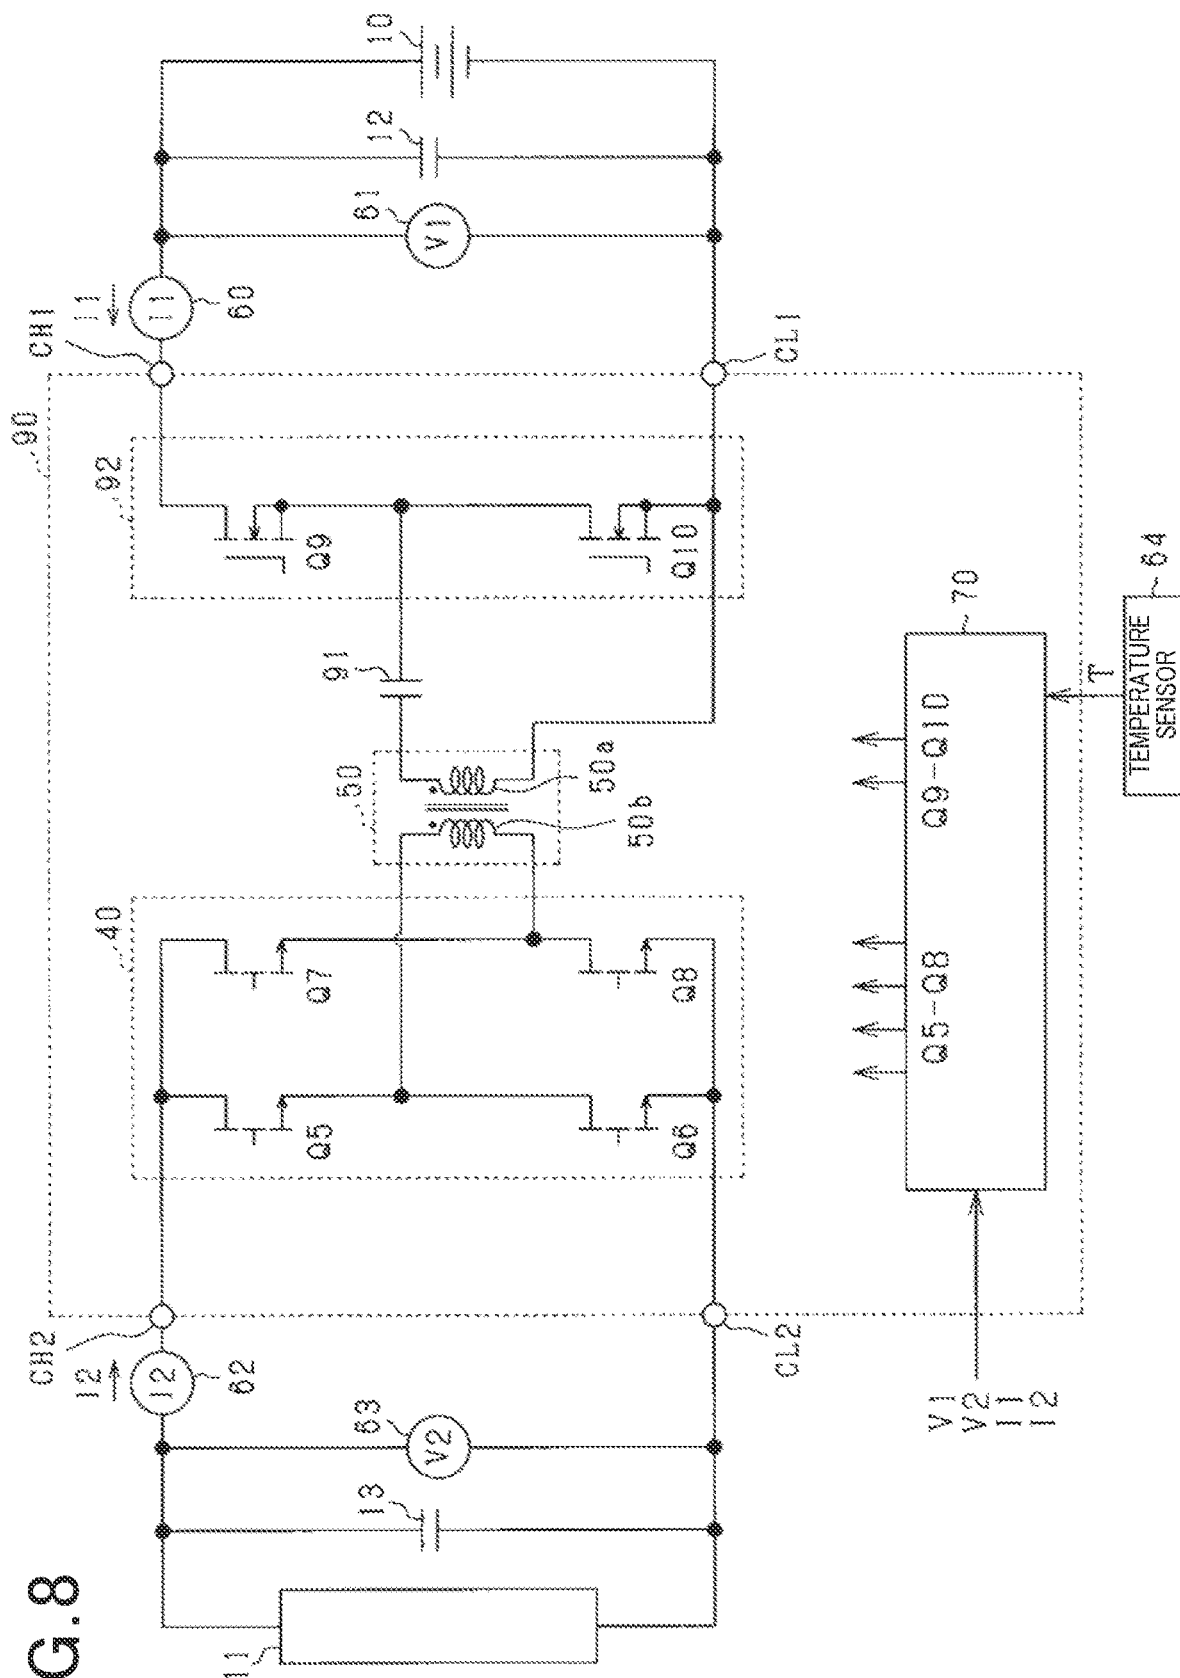 G.8
11
13
63
V2
I2
I2
62
CH2
CL2
V1
V2
I1
I2
90
40
Q5
Q6
Q7
Q8
50
50b
50a
91
92
Q9
Q10
70
Q5-Q8
Q9-Q10
T
TEMPERATURE
SENSOR
64
CH1
CL1
I1
I1
60
61
V1
12
10